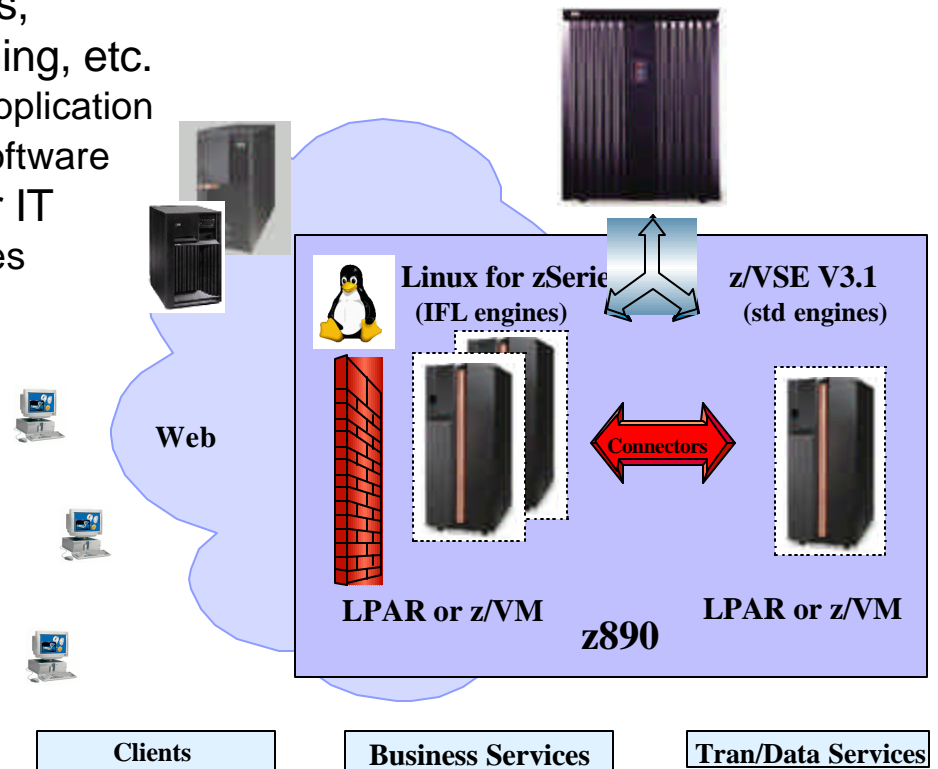 s,
ing, etc.
pplication
oftware
r IT
es
Linux for zSerie
(IFL engines)
z/VSE V3.1
(std engines)
Web
Connectors
LPAR or z/VM
LPAR or z/VM
z890
Clients
Business Services
Tran/Data Services